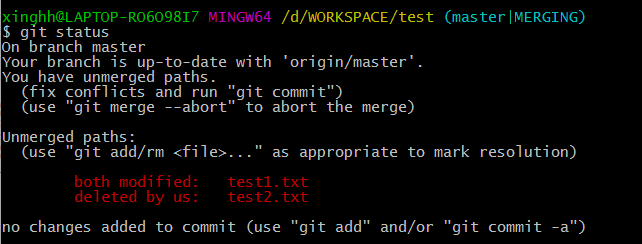 xinghh@LAPTOP-RO6O98I7 MINGW64 /d/WORKSPACE/test (master|MERGING)
$ git status
On branch master
Your branch is up-to-date with 'origin/master'.
You have unmerged paths.
  (fix conflicts and run "git commit")
  (use "git merge --abort" to abort the merge)

Unmerged paths:
  (use "git add/rm <file>..." as appropriate to mark resolution)

        both modified:   test1.txt
        deleted by us:   test2.txt

no changes added to commit (use "git add" and/or "git commit -a")